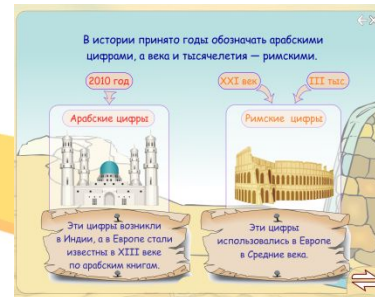 В истории принято годы обозначать арабскими
цифрами, а века и тысячелетия — римскими.
2010 год
XXI век
III тыс
Арабские цифры
Римские цифры
Эти цифры возникли
в Индии, а в Европе стали
известны в XIII веке
по арабским книгам.
Эти цифры
использовались в Европе
в Средние века.